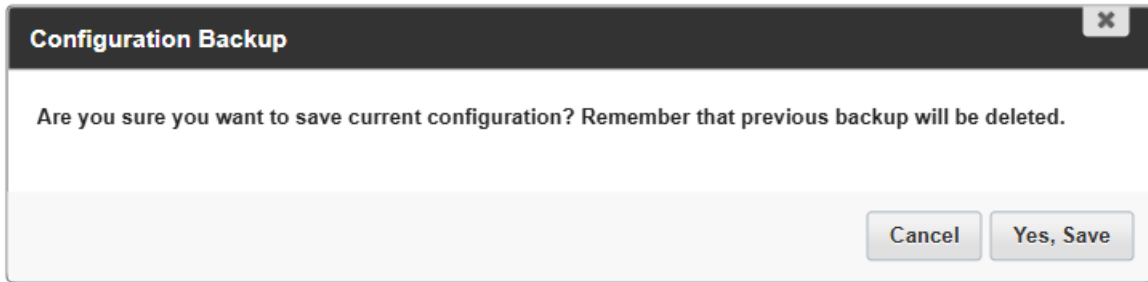 Configuration Backup
Are you sure you want to save current configuration? Remember that previous backup will be deleted.
Cancel
Yes, Save